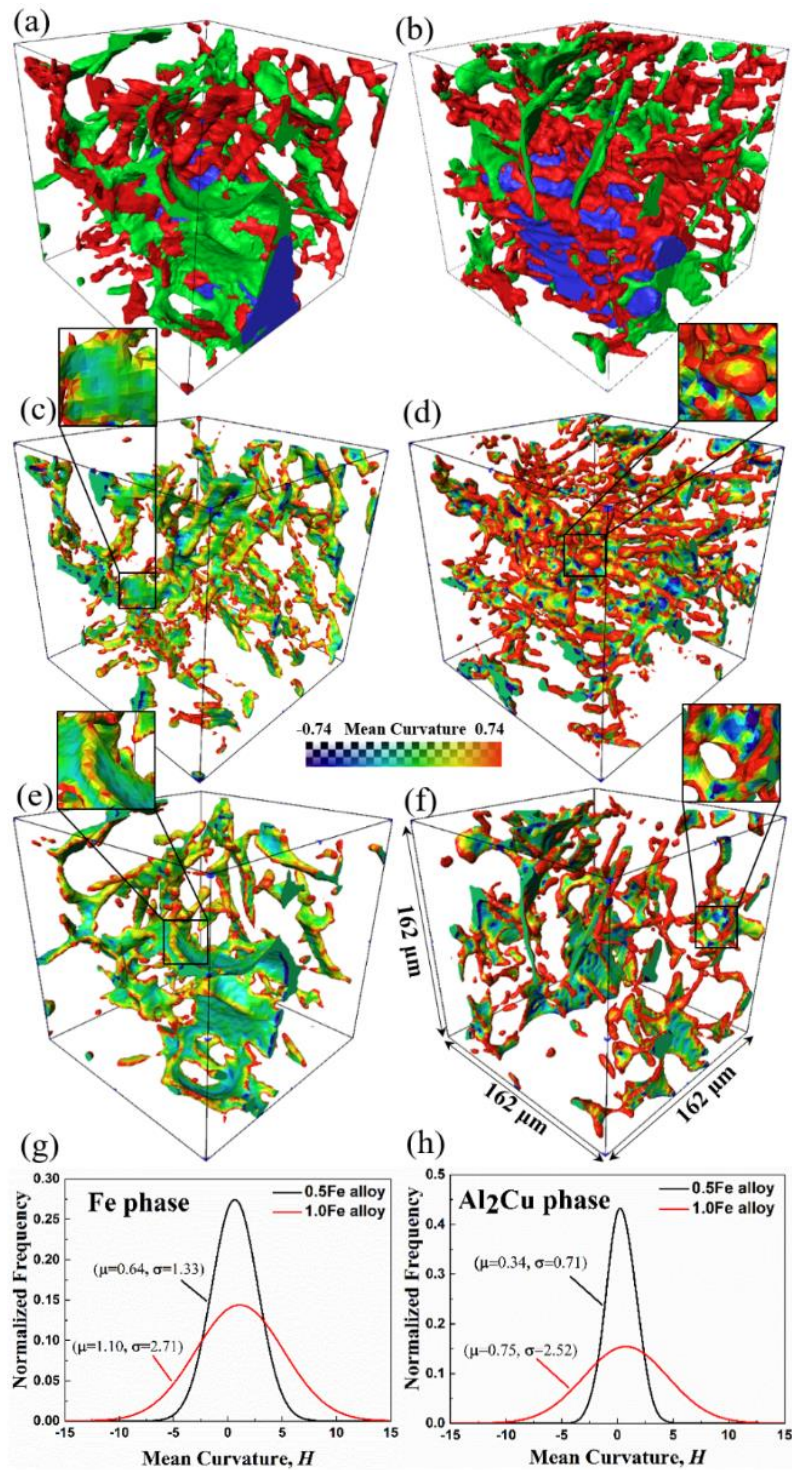 (a)
(b)
(c)
(d)
-0.74 Mean Curvature 0.74
(e)
(f)
162 μm
162 μm
162 μm
(g)
(h)
0.30
0.25
0.20
0.15
0.10
0.05
0.00
Normalized Frequency
Fe phase
0.5Fe alloy
1.0Fe alloy
(μ=0.64, σ=1.33)
(μ=1.10, σ=2.71)
-15 -10 -5 0 5 10 15
Mean Curvature, H
0.5
0.4
0.3
0.2
0.1
0.0
Normalized Frequency
Al2Cu phase
0.5Fe alloy
1.0Fe alloy
(μ=0.34, σ=0.71)
(μ=0.75, σ=2.52)
-15 -10 -5 0 5 10 15
Mean Curvature, H